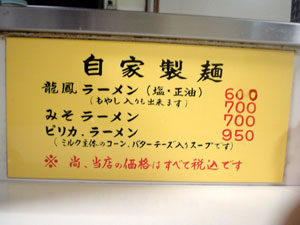 自家製麺
龍鳳ラーメン（塩・正油） 600
（もやし入りも出来ます） 700
みそラーメン 700
ピリカ.ラーメン 950
（ミルク主体のコーン、バターチーズ入りスープです）
※ 尚、当店の価格はすべて税込です